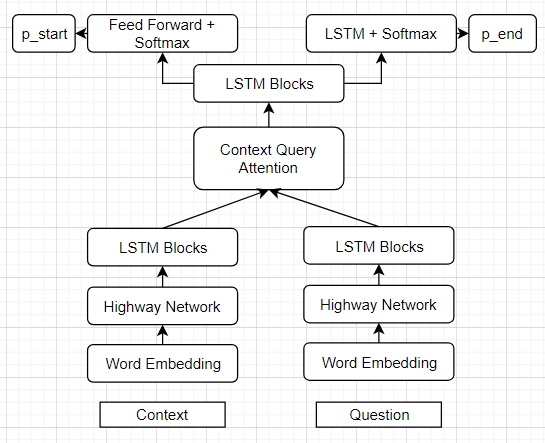 p_start
Feed Forward +
Softmax
LSTM + Softmax
p_end
LSTM Blocks
Context Query
Attention
LSTM Blocks
LSTM Blocks
Highway Network
Highway Network
Word Embedding
Word Embedding
Context
Question